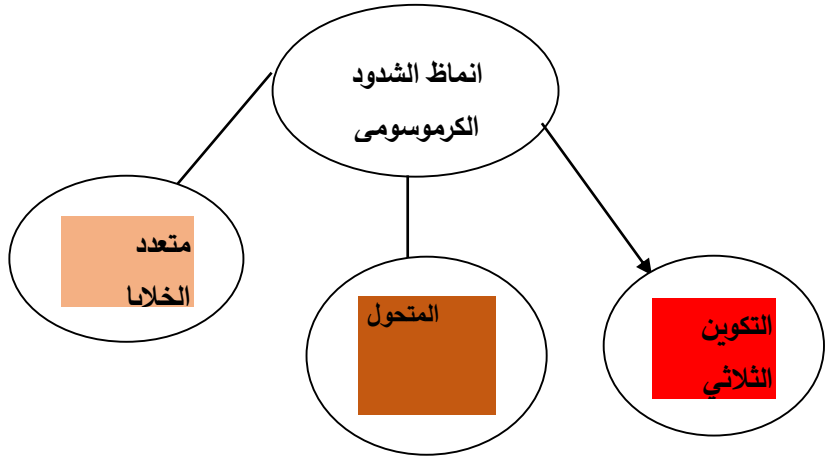 انماظ الشدود
الكرموسومى
متعدد
الخلايا
المتحول
التكوين
الثلاثي